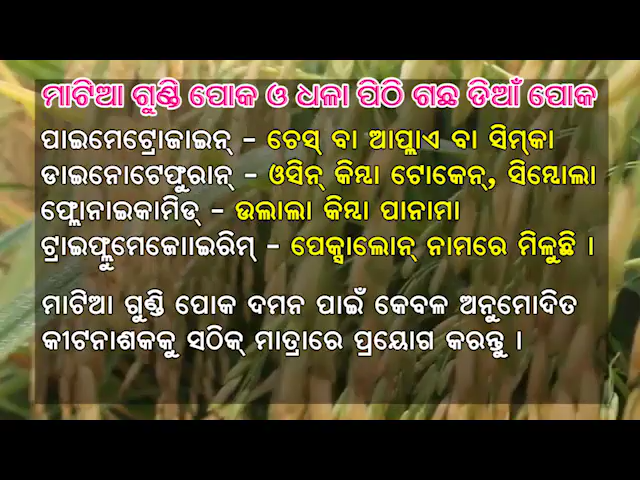 ମାଟିଆ ଗୁଣ୍ଡି ପୋକ ଓ ଧଳା ପିଠି ଗଛ ଡିଆଁ ପୋକ
ପାଇମେଟ୍ରୋଜାଇନ୍ – ଚେସ୍ ବା ଆପ୍ଲାଏ ବା ସିମ୍‌କା
ଡାଇନୋଟେଫୁରାନ୍ – ଓସିନ୍ କିମ୍ବା ଟୋକେନ୍, ସିମ୍ବୋଲା
ଫ୍ଲୋନାଇକାମିଡ୍ – ଉଲାଲା କିମ୍ବା ପାନାମା
ଟ୍ରାଇଫ୍ଲୁମେଜୋାଇରିମ୍ – ପେକ୍ସାଲୋନ୍ ନାମରେ ମିଳୁଛି ।
ମାଟିଆ ଗୁଣ୍ଡି ପୋକ ଦମନ ପାଇଁ କେବଳ ଅନୁମୋଦିତ
କୀଟନାଶକକୁ ସଠିକ୍ ମାତ୍ରାରେ ପ୍ରୟୋଗ କରନ୍ତୁ ।